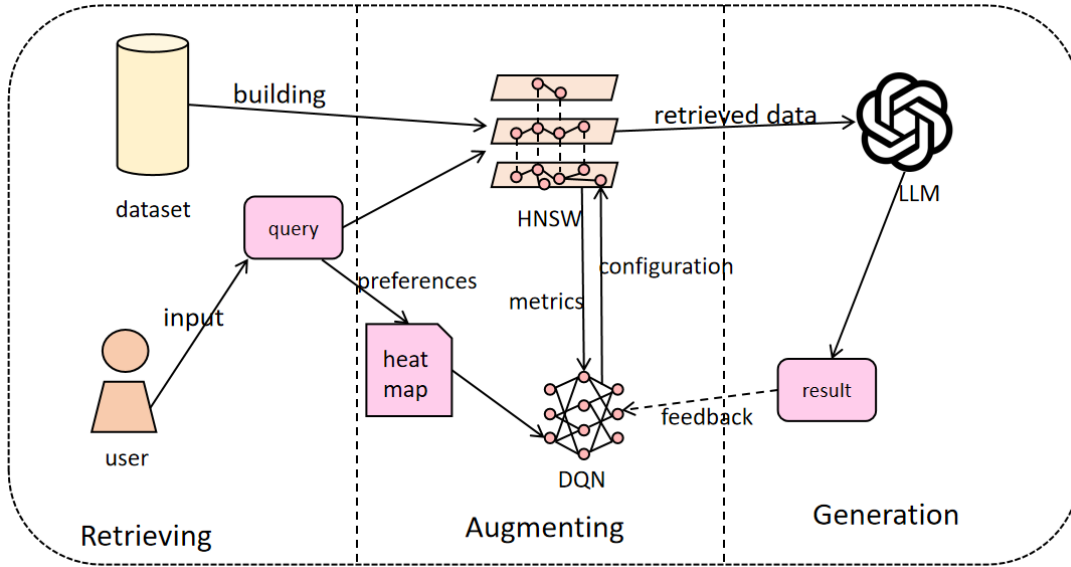 building
retrieved data
dataset
query
HNSW
LLM
preferences
configuration
input
metrics
heat
map
result
feedback
user
DQN
Retrieving
Augmenting
Generation